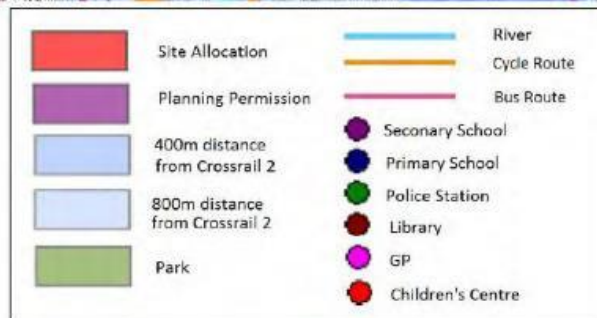 Site Allocation
Planning Permission
400m distance
from Crossrail 2
800m distance
from Crossrail 2
Park
River
Cycle Route
Bus Route
Seconary School
Primary School
Police Station
Library
GP
Children's Centre